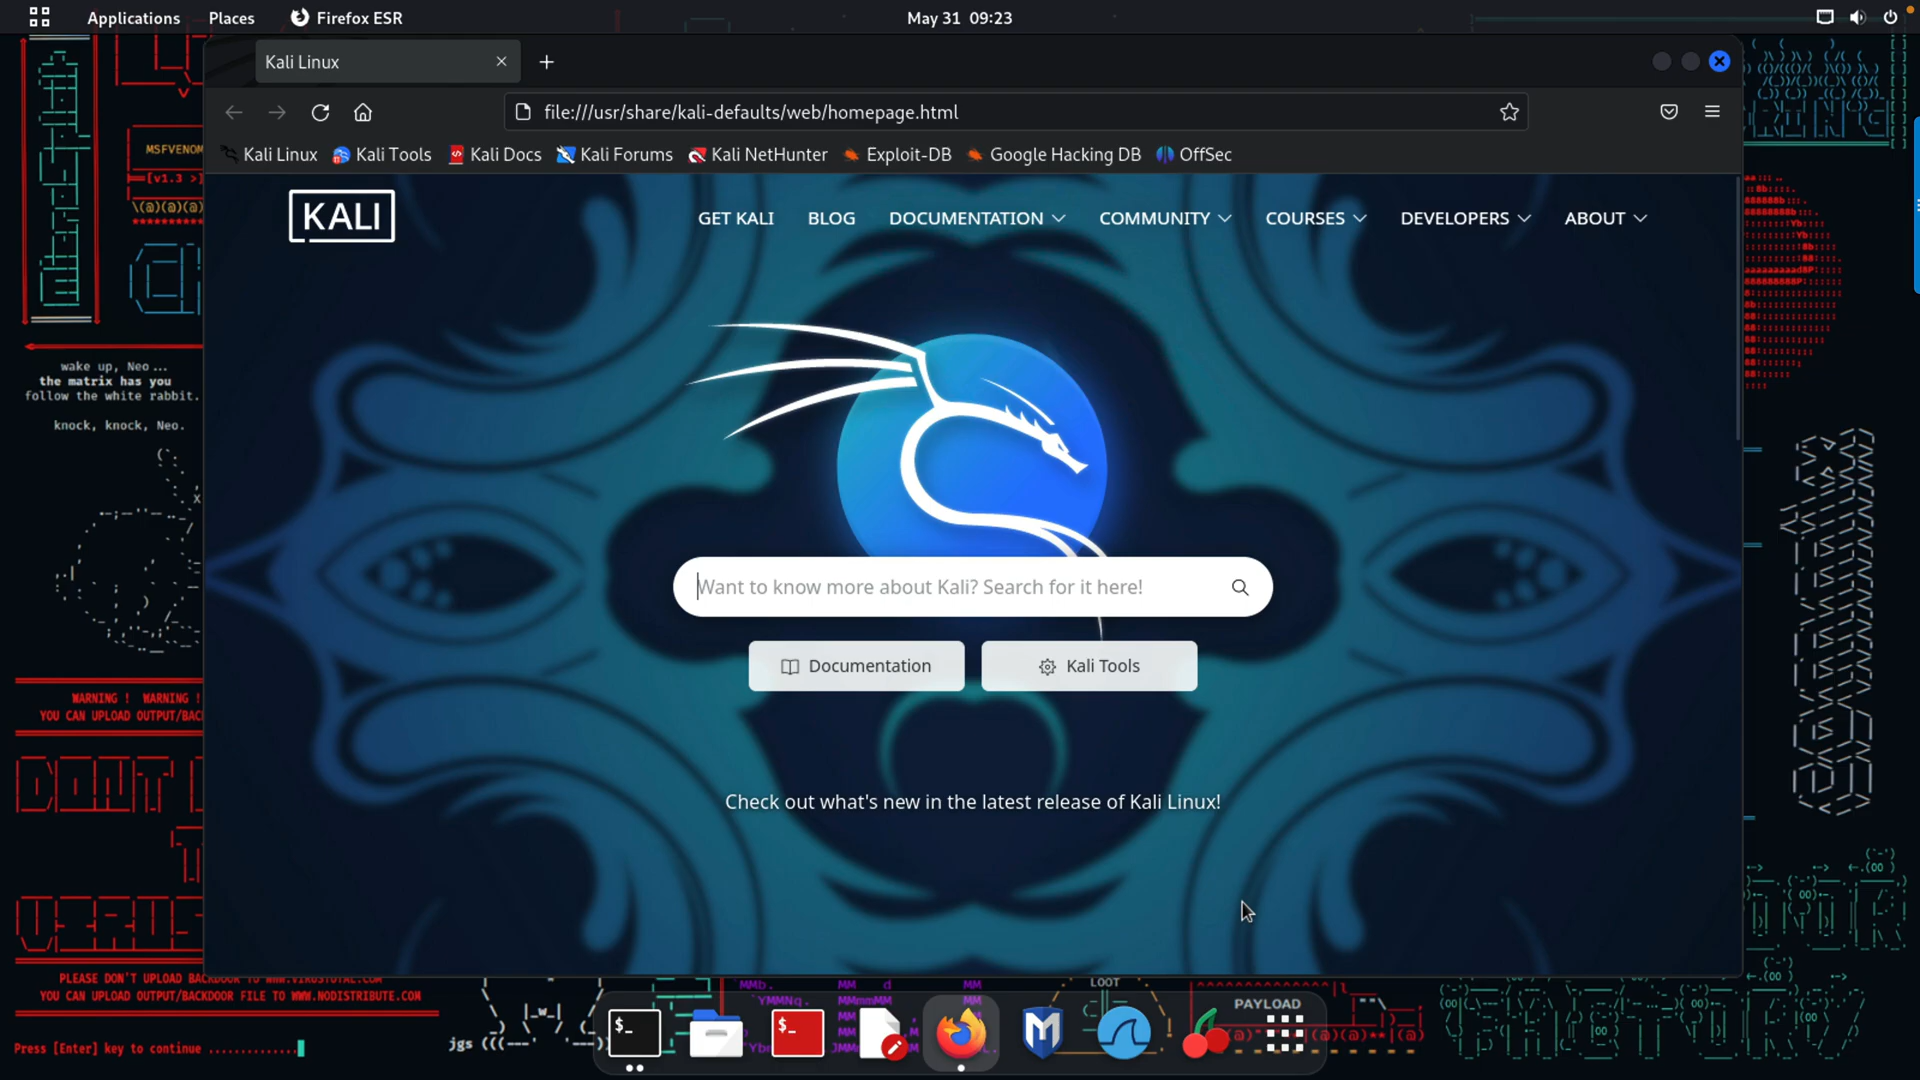 Applications Places Firefox ESR May 31 09:23
Kali Linux
file:///usr/share/kali-defaults/web/homepage.html
Kali Linux Kali Tools Kali Docs Kali Forums Kali NetHunter Exploit-DB Google Hacking DB OffSec
KALI GET KALI BLOG DOCUMENTATION COMMUNITY COURSES DEVELOPERS ABOUT
MSFVENOM
[v1.3 >]
wake up, Neo...
the matrix has you
follow the white rabbit.
knock, knock, Neo.
Want to know more about Kali? Search for it here!
Documentation Kali Tools
WARNING ! WARNING !
YOU CAN UPLOAD OUTPUT/BACK
Check out what's new in the latest release of Kali Linux!
PLEASE DON'T UPLOAD BACKDOOR TO WWW.VIRUSTOTAL.COM
YOU CAN UPLOAD OUTPUT/BACKDOOR FILE TO WWW.NODISTRIBUTE.COM
LOOT
PAYLOAD
Press [Enter] key to continue ..............
jgs